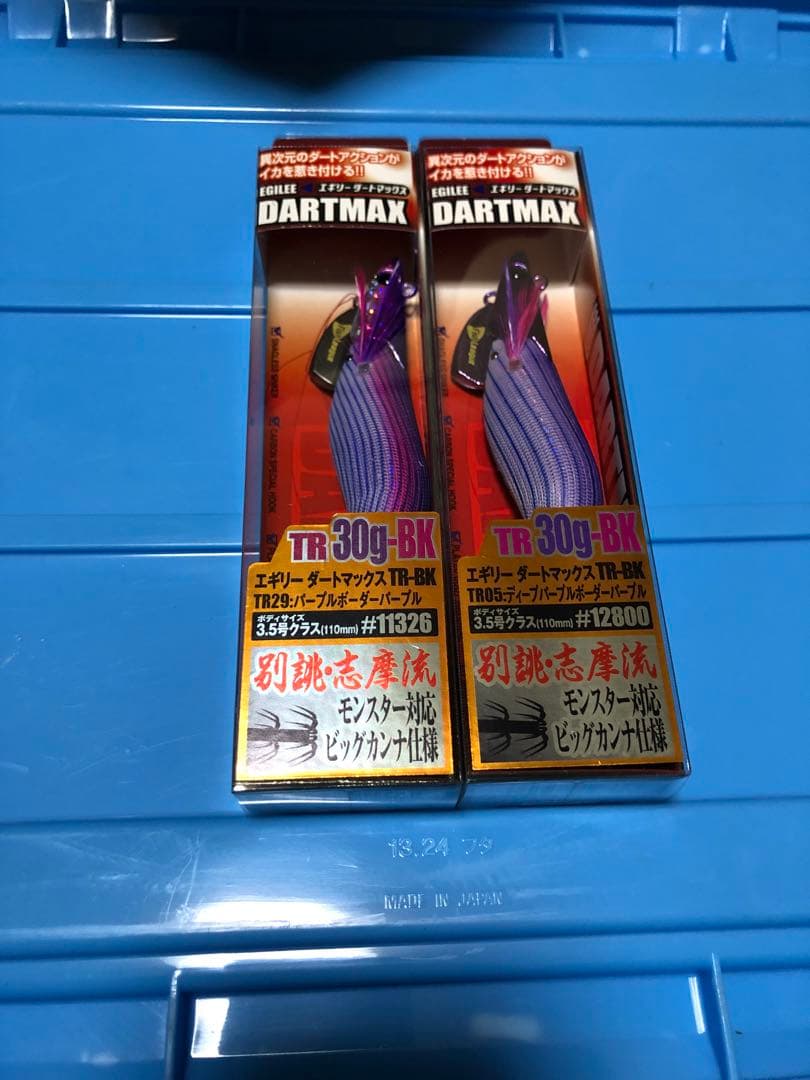 異次元のダートアクションが
イカを惹き付ける!!
EGILEE エギリー ダートマックス
DARTMAX
SNAGLESS SINKER
CARBON SPECIAL HOOK
TR 30g-BK
エギリー ダートマックス TR-BK
TR29:パープルボーダーパープル
ボディサイズ
3.5号クラス(110mm) #11326
別誂・志摩流
モンスター対応
ビッグカンナ仕様
異次元のダートアクションが
イカを惹き付ける!!
EGILEE エギリー ダートマックス
DARTMAX
TR 30g-BK
エギリー ダートマックス TR-BK
TR05:ディープパープルボーダーパープル
ボディサイズ
3.5号クラス(110mm) #12800
別誂・志摩流
モンスター対応
ビッグカンナ仕様
13.24 フタ
MADE IN JAPAN